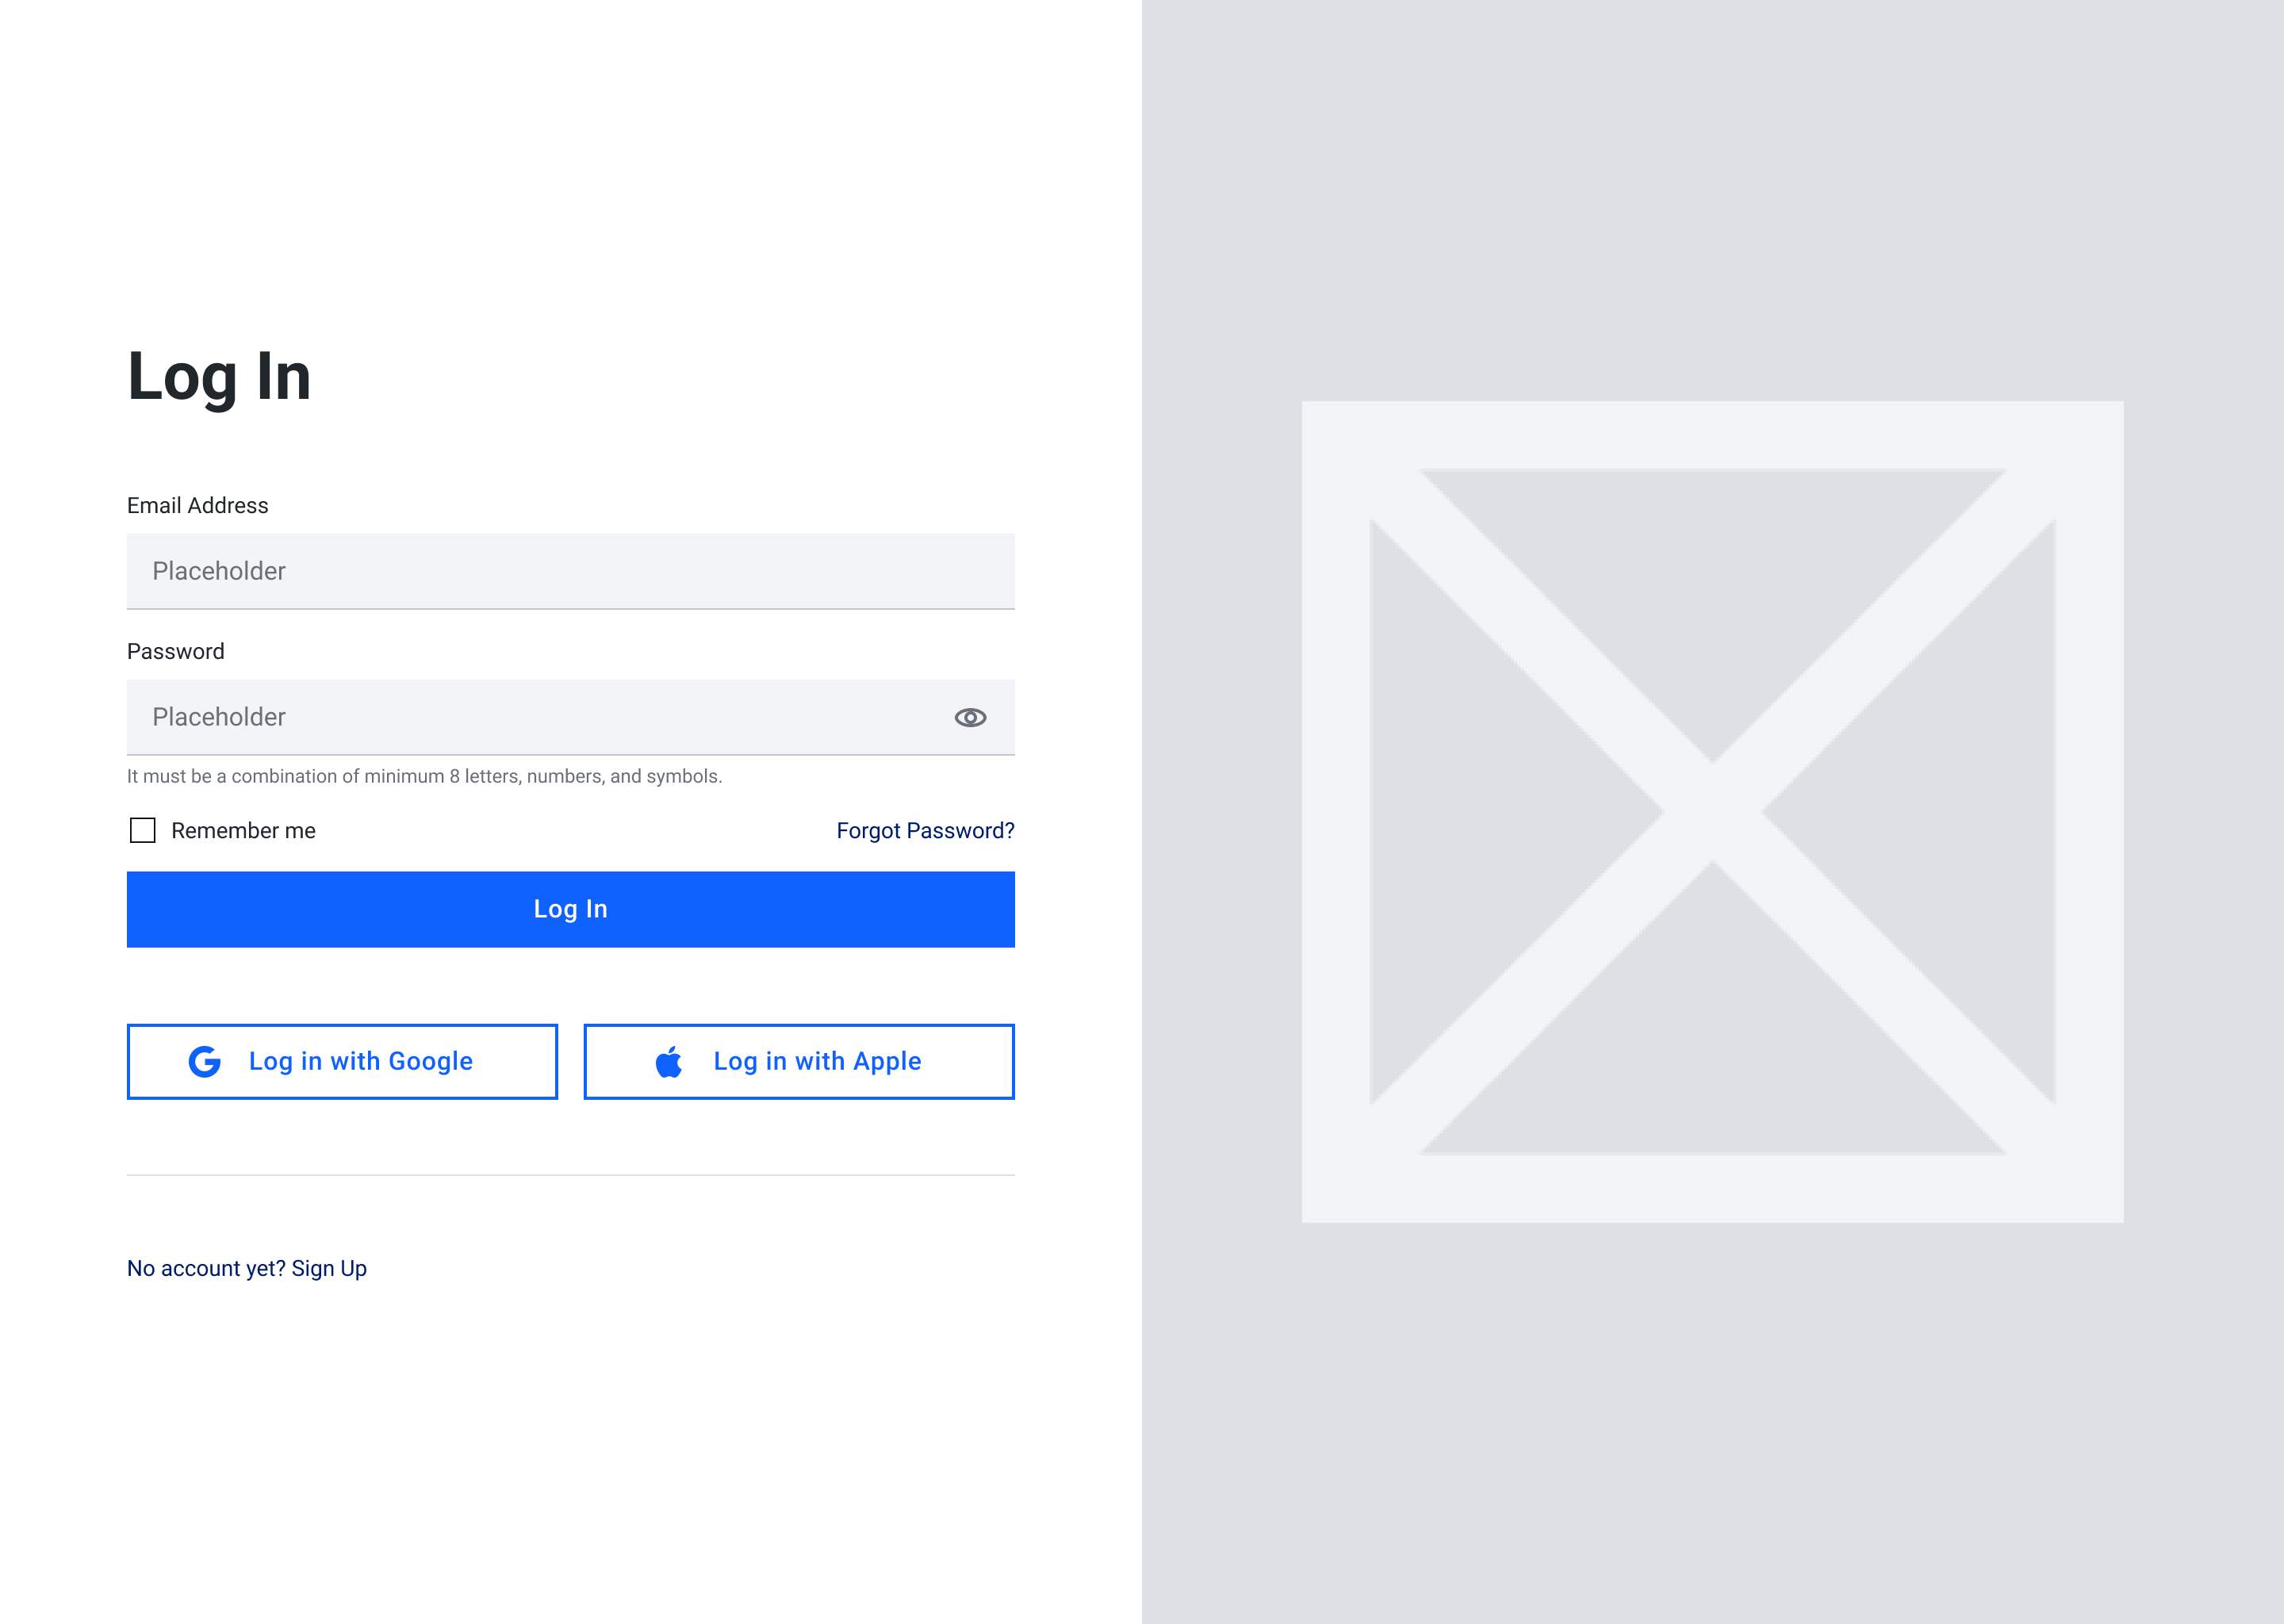 Log In
Email Address
Placeholder
Password
Placeholder
It must be a combination of minimum 8 letters, numbers, and symbols.
Remember me
Forgot Password?
Log In
Log in with Google
Log in with Apple
No account yet? Sign Up